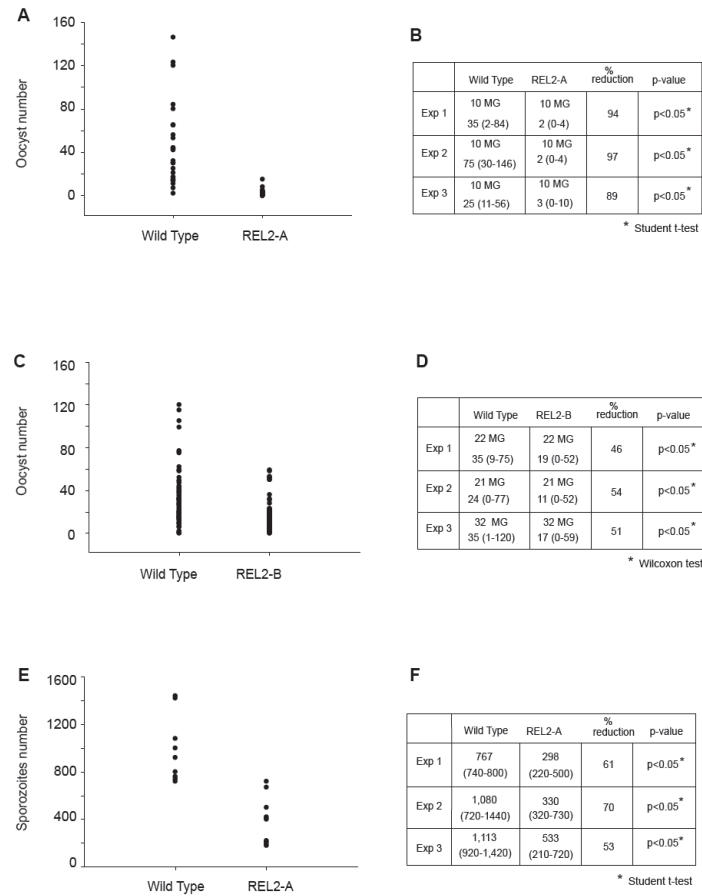 A
160
120
80
40
0
Oocyst number
Wild Type REL2-A
B
Wild Type REL2-A % reduction p-value
Exp 1 10 MG 35 (2-84) 10 MG 2 (0-4) 94 p<0.05*
Exp 2 10 MG 75 (30-146) 10 MG 2 (0-4) 97 p<0.05*
Exp 3 10 MG 25 (11-56) 10 MG 3 (0-10) 89 p<0.05*
* Student t-test
C
160
120
80
40
0
Oocyst number
Wild Type REL2-B
D
Wild Type REL2-B % reduction p-value
Exp 1 22 MG 35 (9-75) 22 MG 19 (0-52) 46 p<0.05*
Exp 2 21 MG 24 (0-77) 21 MG 11 (0-52) 54 p<0.05*
Exp 3 32 MG 35 (1-120) 32 MG 17 (0-59) 51 p<0.05*
* Wilcoxon test
E
1600
1200
800
400
0
Sporozoites number
Wild Type REL2-A
F
Wild Type REL2-A % reduction p-value
Exp 1 767 (740-800) 298 (220-500) 61 p<0.05*
Exp 2 1,080 (720-1440) 330 (320-730) 70 p<0.05*
Exp 3 1,113 (920-1,420) 533 (210-720) 53 p<0.05*
* Student t-test